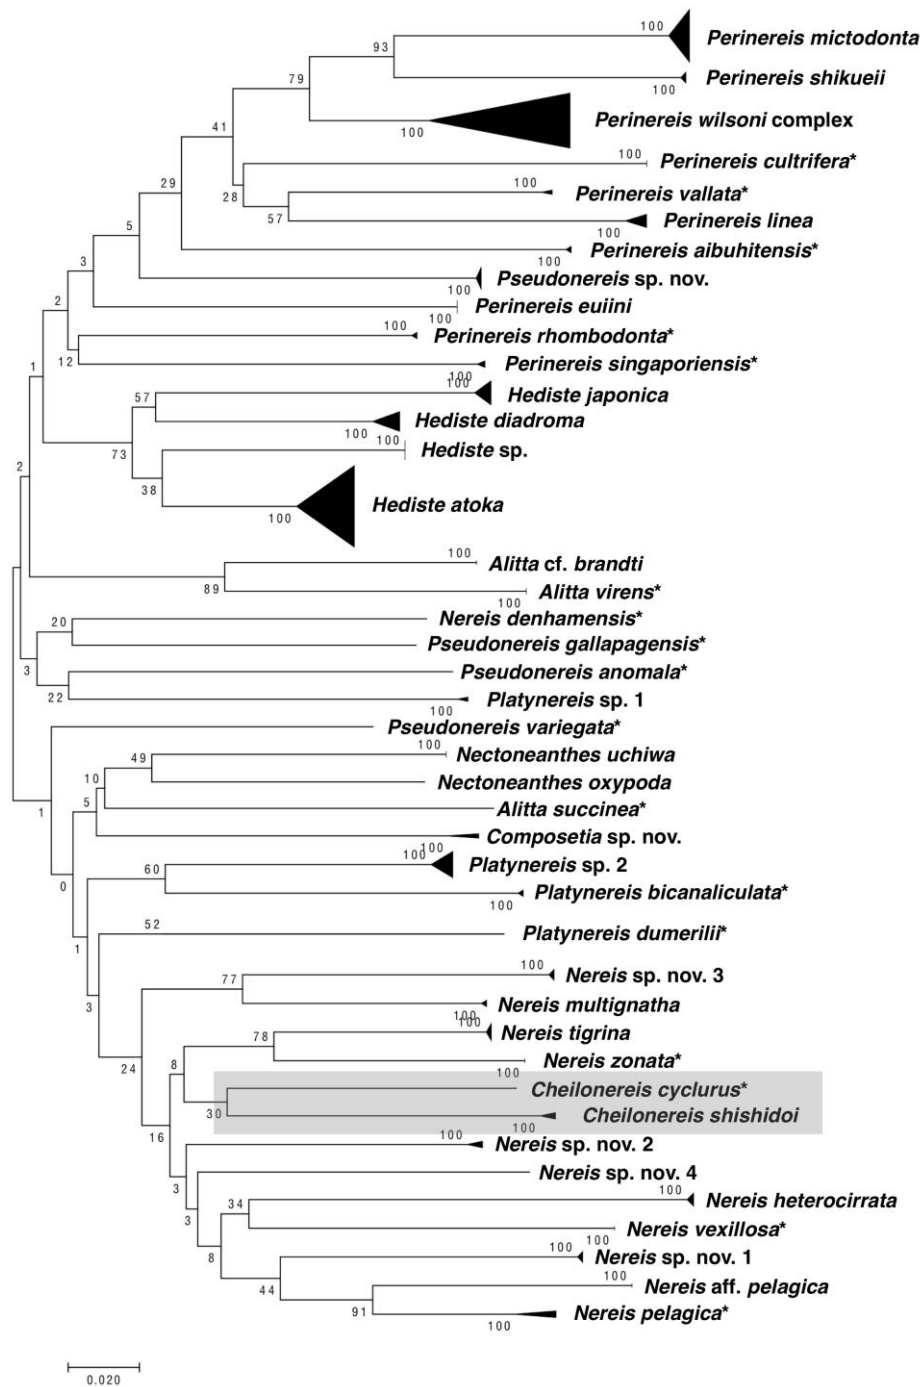 100
93
Perinereis mictodonta
79
Perinereis shikueii
100
41
100
Perinereis wilsoni complex
100
Perinereis cultrifera*
29
100
28
Perinereis vallata*
57
Perinereis linea
100
5
Perinereis aibuhitensis*
100
3
Pseudonereis sp. nov.
100
2
Perinereis euiini
100
100
Perinereis rhombodonta*
12
Perinereis singaporiensis*
1
100
100
57
Hediste japonica
Hediste diadroma
100
100
73
Hediste sp.
2
38
100
Hediste atoka
100
Alitta cf. brandti
89
Alitta virens*
100
20
Nereis denhamensis*
Pseudonereis gallapagensis*
3
Pseudonereis anomala*
22
Platynereis sp. 1
100
Pseudonereis variegata*
100
49
Nectoneanthes uchiwa
10
Nectoneanthes oxypoda
5
1
Alitta succinea*
Composetia sp. nov.
100
100
60
Platynereis sp. 2
0
Platynereis bicanaliculata*
100
52
Platynereis dumerilii*
1
100
77
Nereis sp. nov. 3
3
Nereis multignatha
100
100
78
Nereis tigrina
24
8
Nereis zonata*
100
Cheilonereis cyclurus*
30
100
Cheilonereis shishidoi
16
100
Nereis sp. nov. 2
3
Nereis sp. nov. 4
100
3
34
Nereis heterocirrata
Nereis vexillosa*
100
8
100
Nereis sp. nov. 1
44
100
Nereis aff. pelagica
91
100
Nereis pelagica*
0.020